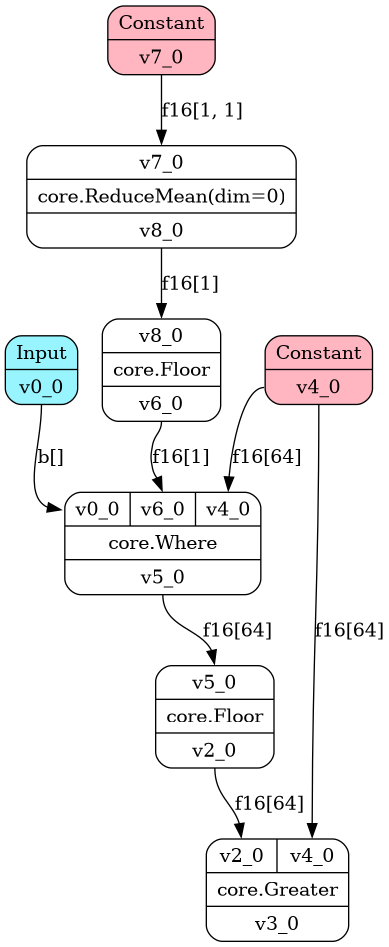 Constant
v7_0
f16[1, 1]
v7_0
core.ReduceMean(dim=0)
v8_0
f16[1]
v8_0
core.Floor
v6_0
Input
v0_0
Constant
v4_0
b[]
f16[1]
f16[64]
v0_0 v6_0 v4_0
core.Where
v5_0
f16[64]
f16[64]
v5_0
core.Floor
v2_0
f16[64]
v2_0 v4_0
core.Greater
v3_0